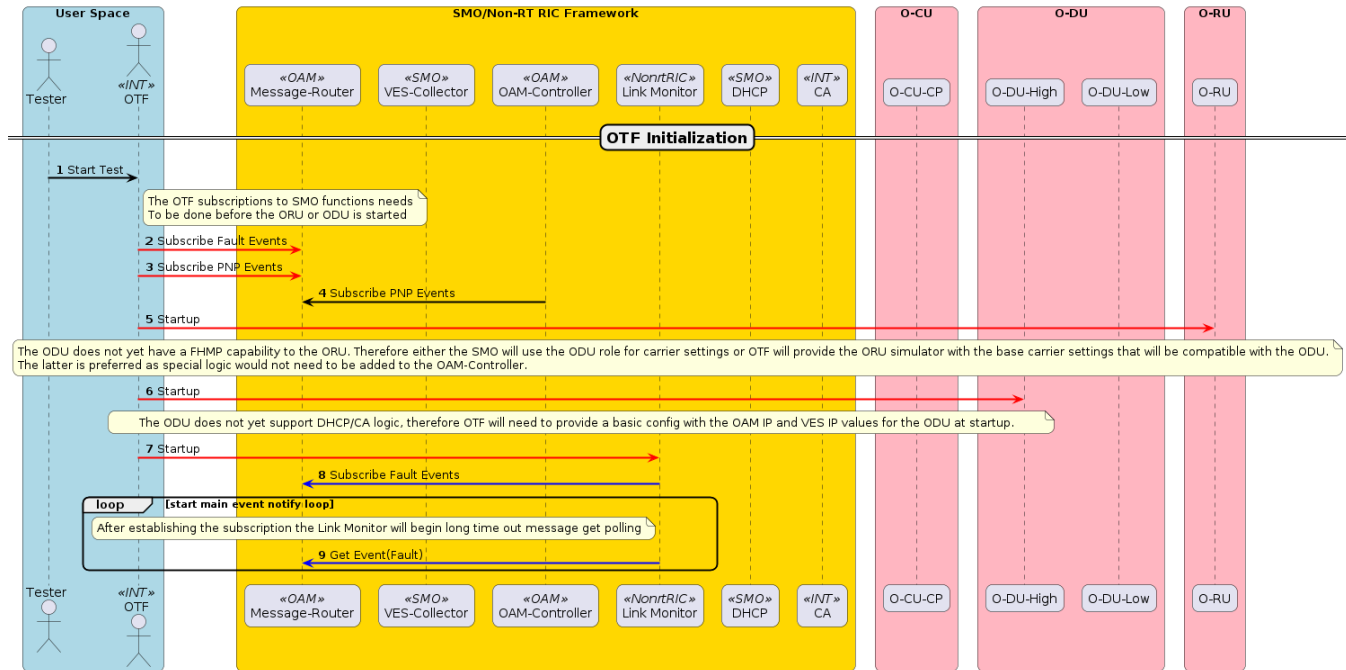 User Space
SMO/Non-RT RIC Framework
O-CU
O-DU
O-RU
Tester
«INT»
OTF
«OAM»
Message-Router
«SMO»
VES-Collector
«OAM»
OAM-Controller
«NonrtRIC»
Link Monitor
«SMO»
DHCP
«INT»
CA
O-CU-CP
O-DU-High
O-DU-Low
O-RU
OTF Initialization
1 Start Test
The OTF subscriptions to SMO functions needs
To be done before the ORU or ODU is started
2 Subscribe Fault Events
3 Subscribe PNP Events
4 Subscribe PNP Events
5 Startup
The ODU does not yet have a FHMP capability to the ORU. Therefore either the SMO will use the ODU role for carrier settings or OTF will provide the ORU simulator with the base carrier settings that will be compatible with the ODU.
The latter is preferred as special logic would not need to be added to the OAM-Controller.
6 Startup
The ODU does not yet support DHCP/CA logic, therefore OTF will need to provide a basic config with the OAM IP and VES IP values for the ODU at startup.
7 Startup
8 Subscribe Fault Events
loop [start main event notify loop]
After establishing the subscription the Link Monitor will begin long time out message get polling
9 Get Event(Fault)
Tester
«INT»
OTF
«OAM»
Message-Router
«SMO»
VES-Collector
«OAM»
OAM-Controller
«NonrtRIC»
Link Monitor
«SMO»
DHCP
«INT»
CA
O-CU-CP
O-DU-High
O-DU-Low
O-RU